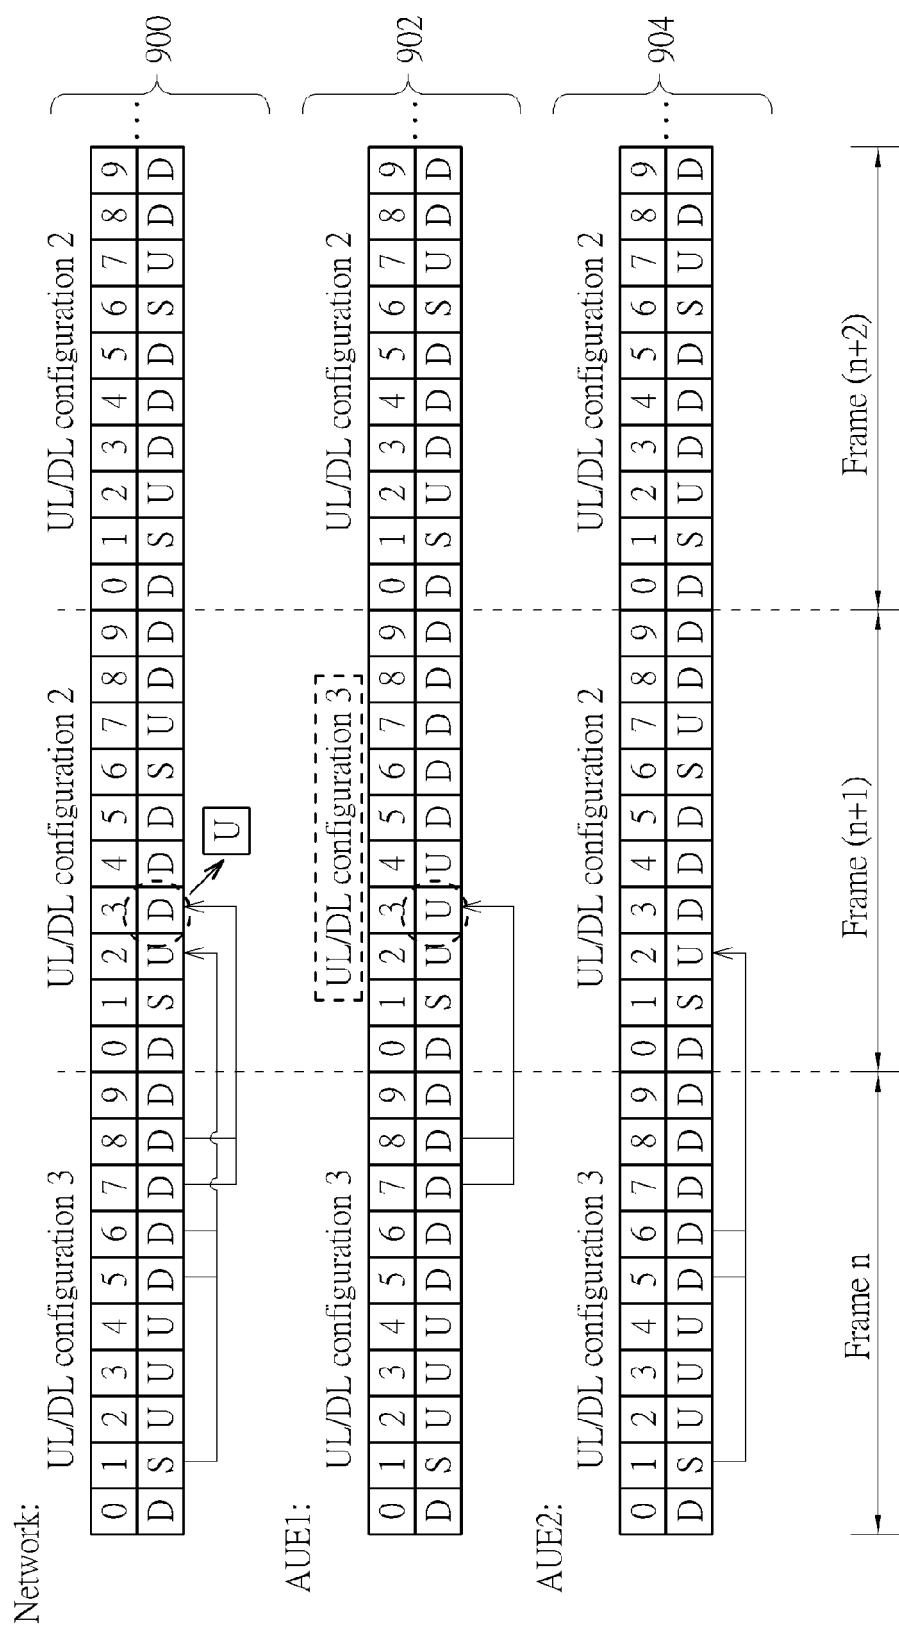 Network:
UL/DL configuration 3 UL/DL configuration 2 UL/DL configuration 2
0 1 2 3 4 5 6 7 8 9 0 1 2 3 4 5 6 7 8 9 0 1 2 3 4 5 6 7 8 9
D S U U U D D D D D D S U D D D S U D D D S U D D D S U D D ... 900
U
AUE1:
UL/DL configuration 3 UL/DL configuration 3 UL/DL configuration 2
0 1 2 3 4 5 6 7 8 9 0 1 2 3 4 5 6 7 8 9 0 1 2 3 4 5 6 7 8 9
D S U U U D D D D D D S U U U D D D D D D S U D D D S U D D ... 902
AUE2:
UL/DL configuration 3 UL/DL configuration 2 UL/DL configuration 2
0 1 2 3 4 5 6 7 8 9 0 1 2 3 4 5 6 7 8 9 0 1 2 3 4 5 6 7 8 9
D S U U U D D D D D D S U D D D S U D D D S U D D D S U D D ... 904
Frame n Frame (n+1) Frame (n+2)